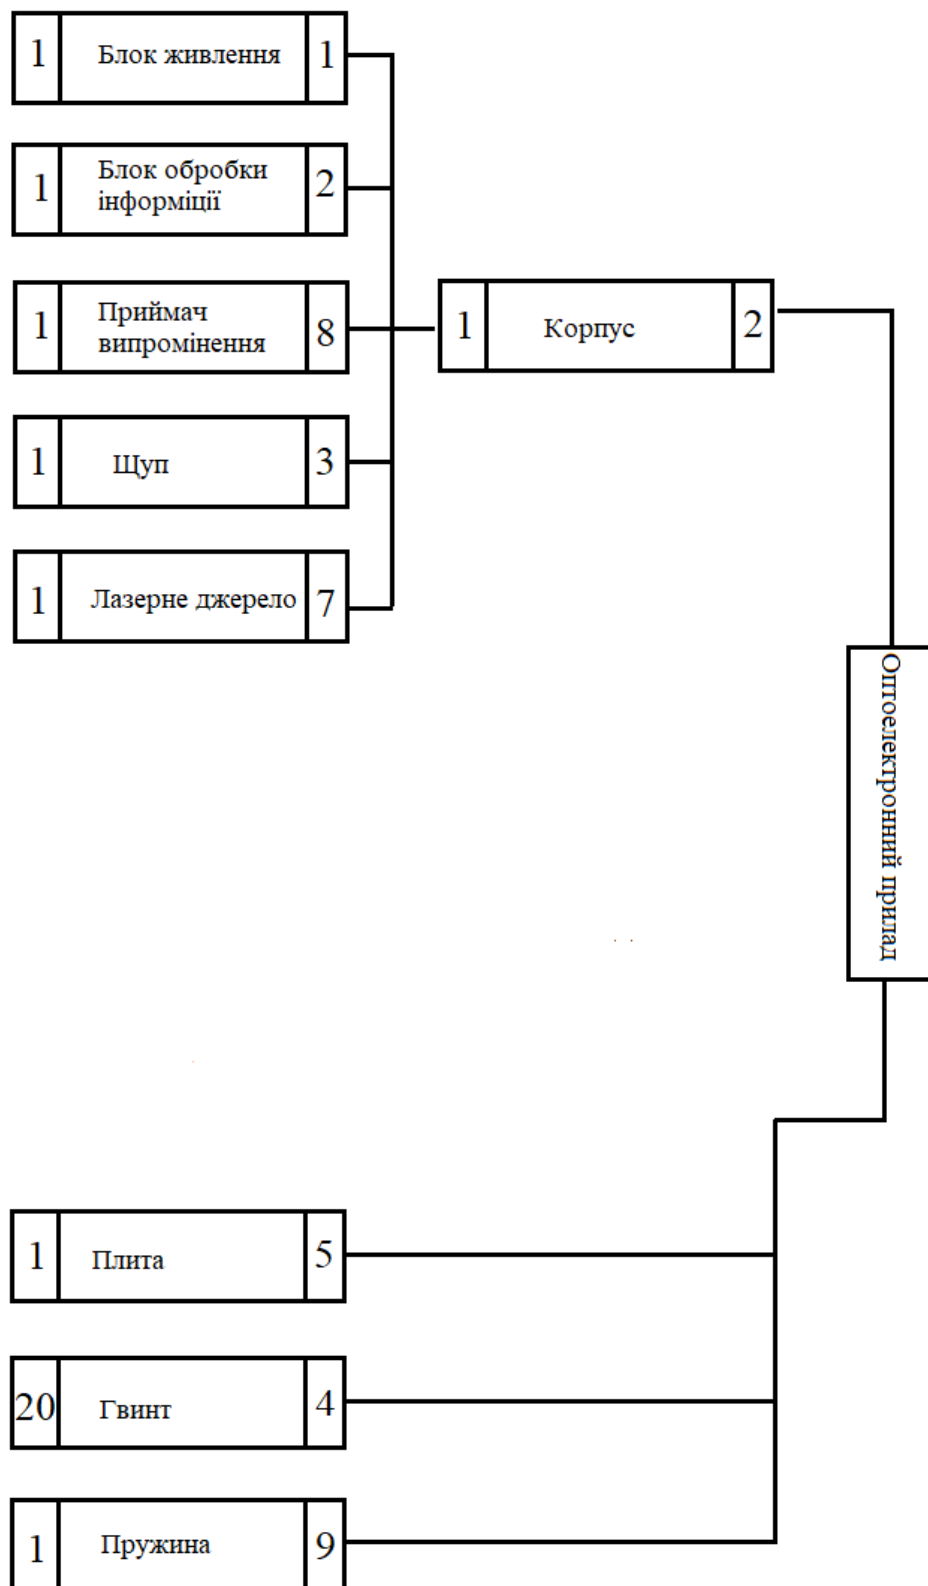 1 Блок живлення 1
1 Блок обробки 2
інформіції
1 Приймач 8
випромінення
1 Корпус 2
1 Щуп 3
1 Лазерне джерело 7
Оптоелектронний прилад
1 Плита 5
20 Гвинт 4
1 Пружина 9